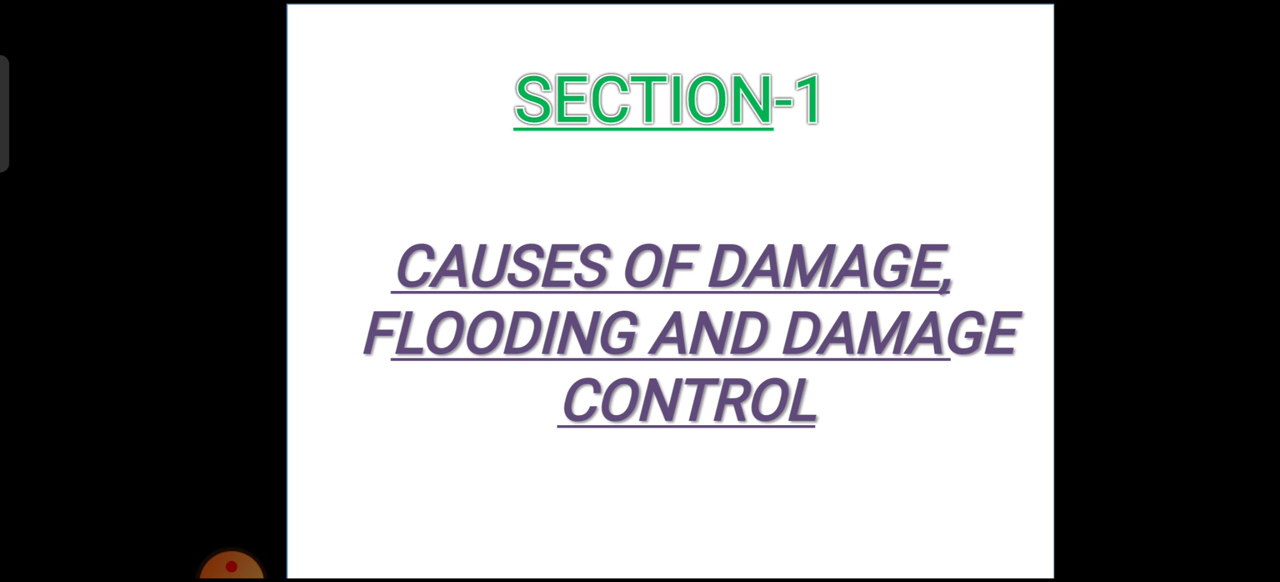 SECTION-1
CAUSES OF DAMAGE,
FLOODING AND DAMAGE
CONTROL